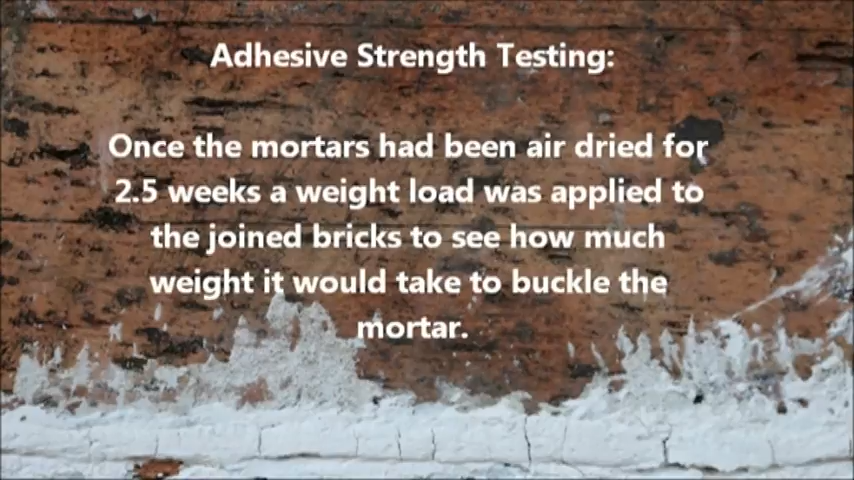 Adhesive Strength Testing:
Once the mortars had been air dried for
2.5 weeks a weight load was applied to
the joined bricks to see how much
weight it would take to buckle the
mortar.